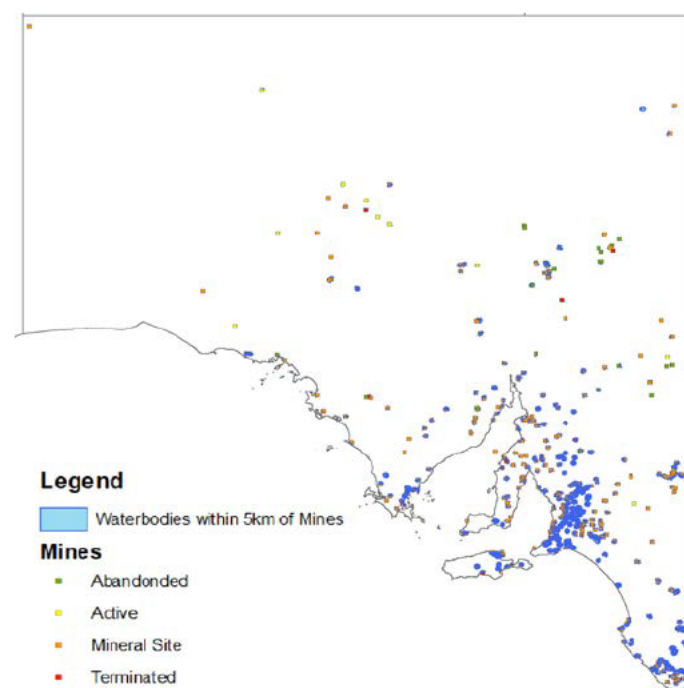 Legend
Waterbodies within 5km of Mines
Mines
Abandonded
Active
Mineral Site
Terminated